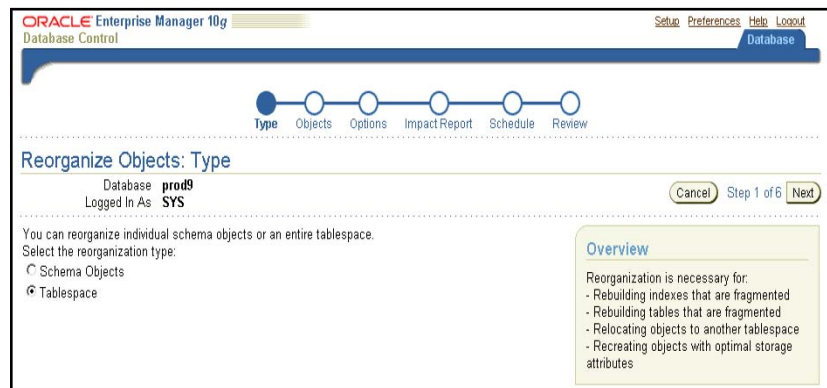 ORACLE Enterprise Manager 10g
Database Control
Setup Preferences Help Logout
Database
Type Objects Options Impact Report Schedule Review
Reorganize Objects: Type
Database prod9
Logged In As SYS
Cancel Step 1 of 6 Next
You can reorganize individual schema objects or an entire tablespace.
Select the reorganization type:
Schema Objects
Tablespace
Overview
Reorganization is necessary for:
- Rebuilding indexes that are fragmented
- Rebuilding tables that are fragmented
- Relocating objects to another tablespace
- Recreating objects with optimal storage
attributes